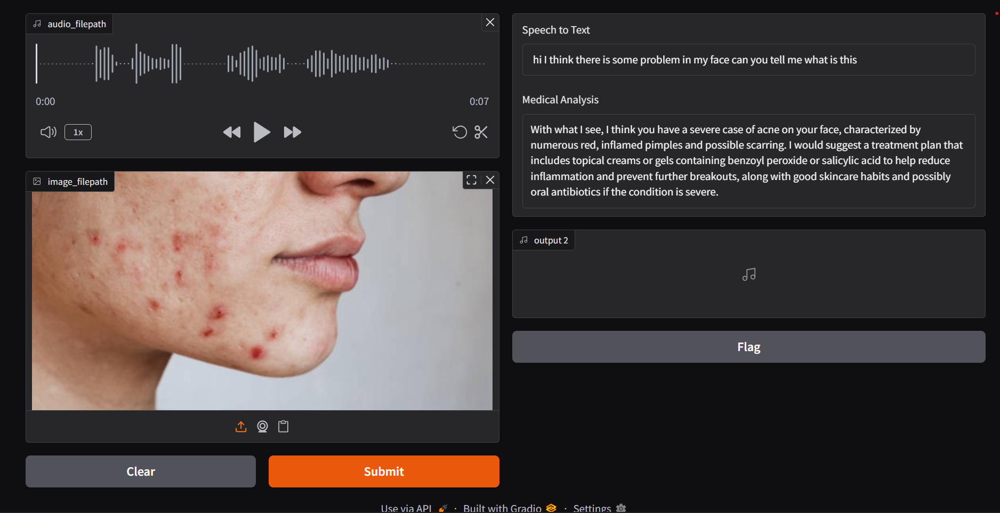 audio_filepath
0:00
0:07
1x
image_filepath
Clear
Submit
Speech to Text
hi I think there is some problem in my face can you tell me what is this
Medical Analysis
With what I see, I think you have a severe case of acne on your face, characterized by
numerous red, inflamed pimples and possible scarring. I would suggest a treatment plan that
includes topical creams or gels containing benzoyl peroxide or salicylic acid to help reduce
inflammation and prevent further breakouts, along with good skincare habits and possibly
oral antibiotics if the condition is severe.
output 2
Flag
Use via API · Built with Gradio · Settings